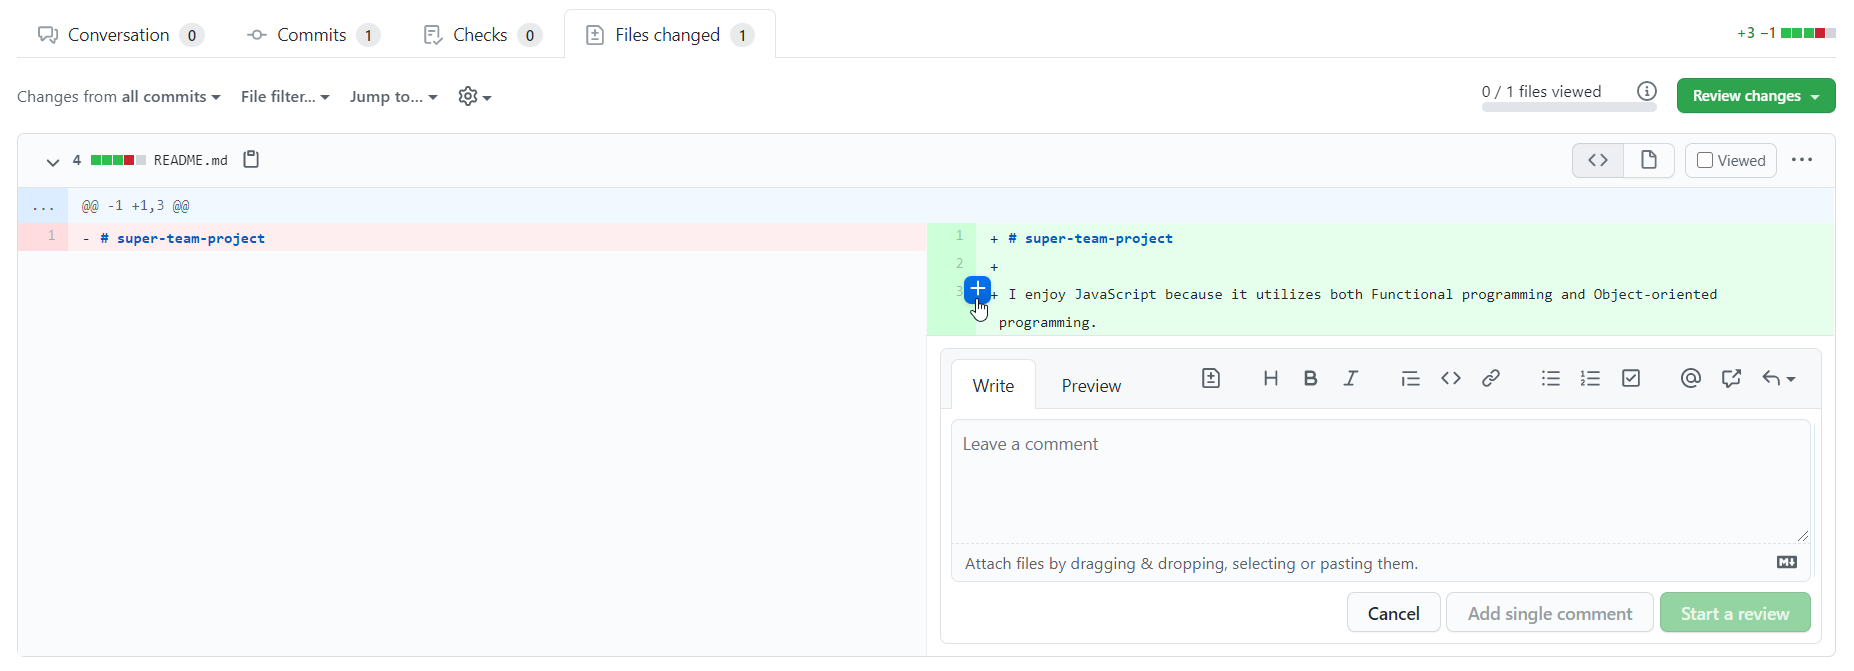 Conversation 0 Commits 1 Checks 0 Files changed 1 +3 −1
Changes from all commits File filter... Jump to... 0 / 1 files viewed Review changes
4 README.md Viewed
... @@ -1 +1,3 @@
1 - # super-team-project 1 + # super-team-project
2 +
3 + I enjoy JavaScript because it utilizes both Functional programming and Object-oriented
programming.
Write Preview
Leave a comment
Attach files by dragging & dropping, selecting or pasting them.
Cancel Add single comment Start a review